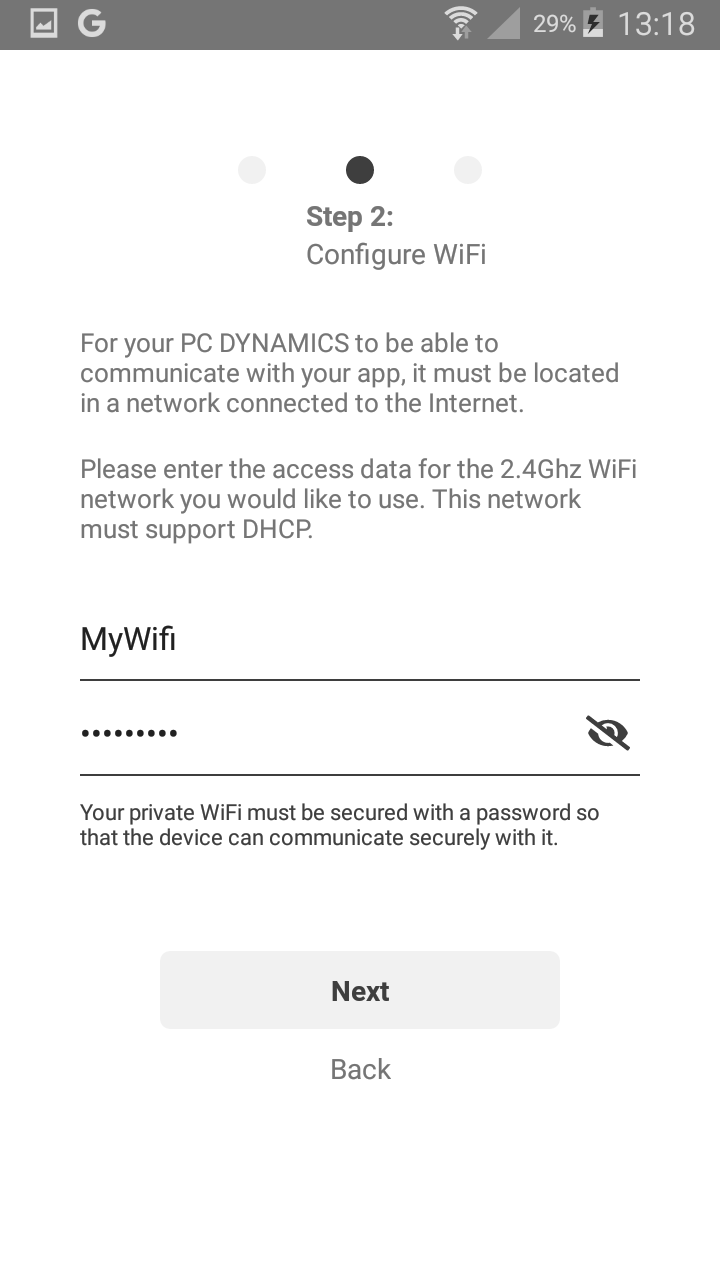 29% 13:18
Step 2:
Configure WiFi
For your PC DYNAMICS to be able to
communicate with your app, it must be located
in a network connected to the Internet.
Please enter the access data for the 2.4Ghz WiFi
network you would like to use. This network
must support DHCP.
MyWifi
•••••••••
Your private WiFi must be secured with a password so
that the device can communicate securely with it.
Next
Back